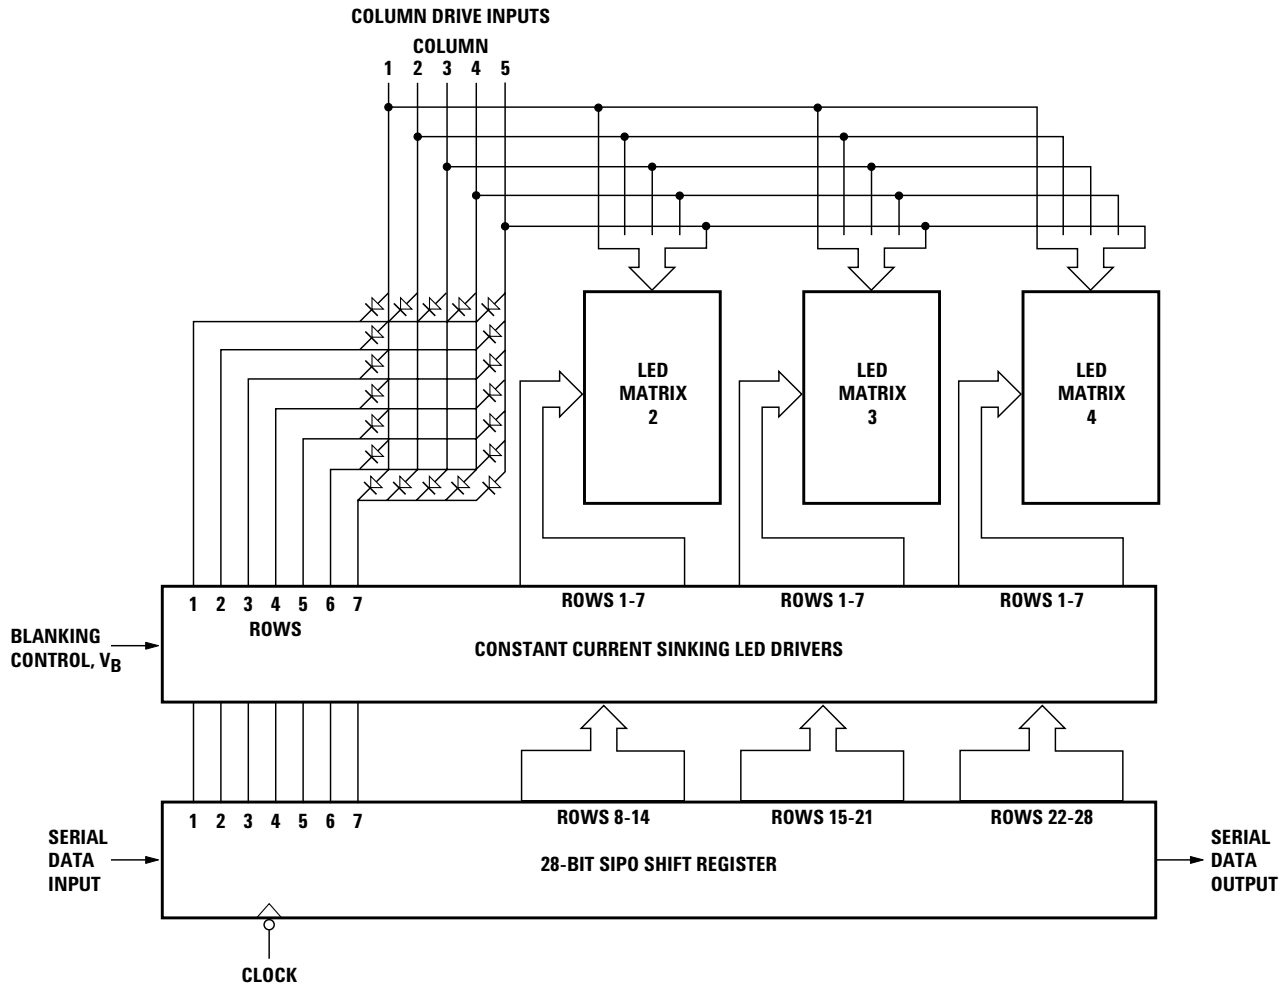 COLUMN DRIVE INPUTS
COLUMN
1 2 3 4 5
LED
MATRIX
2
LED
MATRIX
3
LED
MATRIX
4
1 2 3 4 5 6 7
ROWS
ROWS 1-7
ROWS 1-7
ROWS 1-7
BLANKING
CONTROL, VB
CONSTANT CURRENT SINKING LED DRIVERS
1 2 3 4 5 6 7
ROWS 8-14
ROWS 15-21
ROWS 22-28
SERIAL
DATA
INPUT
28-BIT SIPO SHIFT REGISTER
SERIAL
DATA
OUTPUT
CLOCK